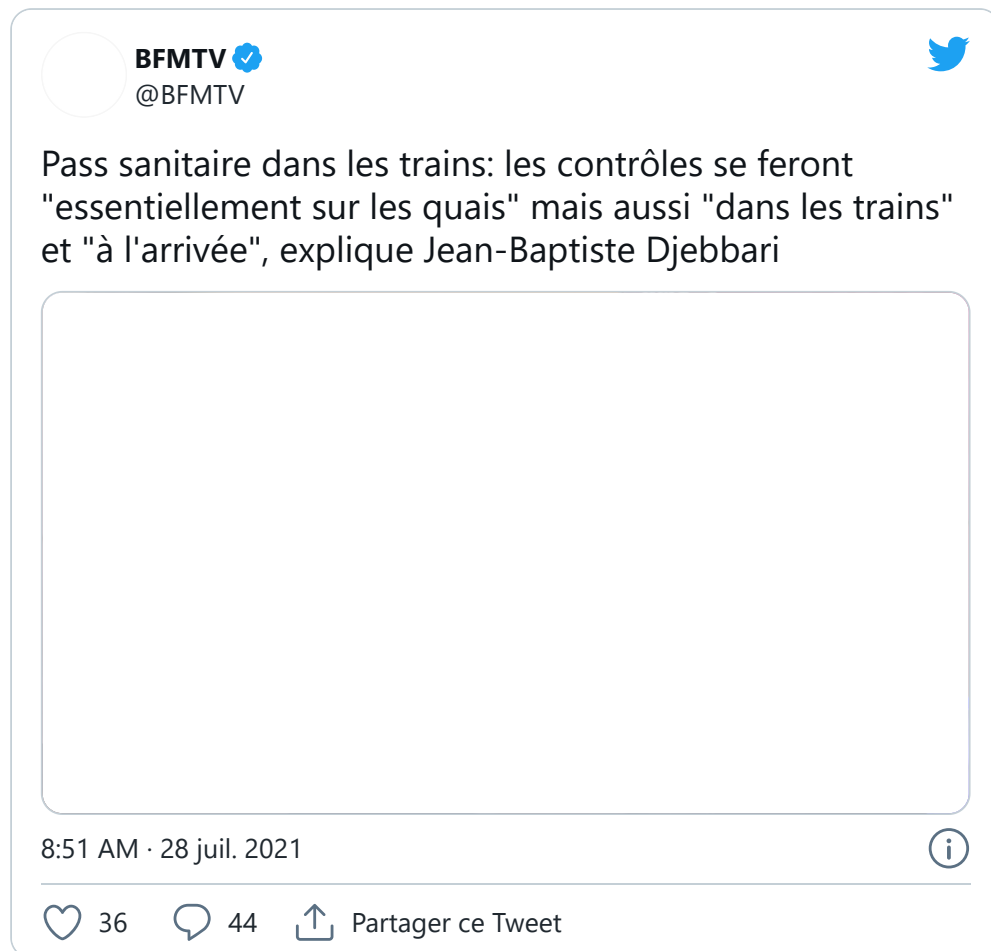 BFMTV
@BFMTV
Pass sanitaire dans les trains: les contrôles se feront
"essentiellement sur les quais" mais aussi "dans les trains"
et "à l'arrivée", explique Jean-Baptiste Djebbari
8:51 AM · 28 juil. 2021
36 44 Partager ce Tweet